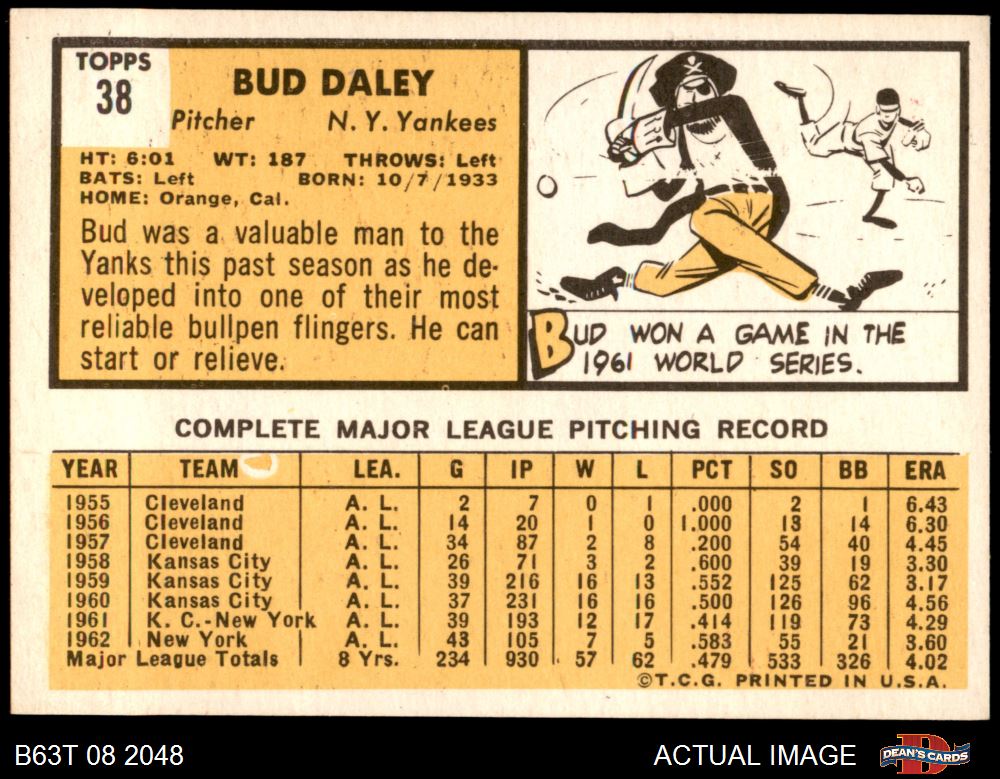 TOPPS
38
BUD DALEY
Pitcher N. Y. Yankees
HT: 6:01 WT: 187 THROWS: Left
BATS: Left BORN: 10/7/1933
HOME: Orange, Cal.
Bud was a valuable man to the
Yanks this past season as he de-
veloped into one of their most
reliable bullpen flingers. He can
start or relieve.
BUD WON A GAME IN THE
1961 WORLD SERIES.
COMPLETE MAJOR LEAGUE PITCHING RECORD
YEAR TEAM LEA. G IP W L PCT SO BB ERA
1955 Cleveland A. L. 2 7 0 1 .000 2 1 6.43
1956 Cleveland A. L. 14 20 1 0 1.000 13 14 6.30
1957 Cleveland A. L. 34 87 2 8 .200 54 40 4.45
1958 Kansas City A. L. 26 71 3 2 .600 39 19 3.30
1959 Kansas City A. L. 39 216 16 13 .552 125 62 3.17
1960 Kansas City A. L. 37 231 16 16 .500 126 96 4.56
1961 K. C.-New York A. L. 39 193 12 17 .414 119 73 4.29
1962 New York A. L. 43 105 7 5 .583 55 21 3.60
Major League Totals 8 Yrs. 234 930 57 62 .479 533 326 4.02
©T.C.G. PRINTED IN U.S.A.
B63T 08 2048 ACTUAL IMAGE DEAN'S CARDS